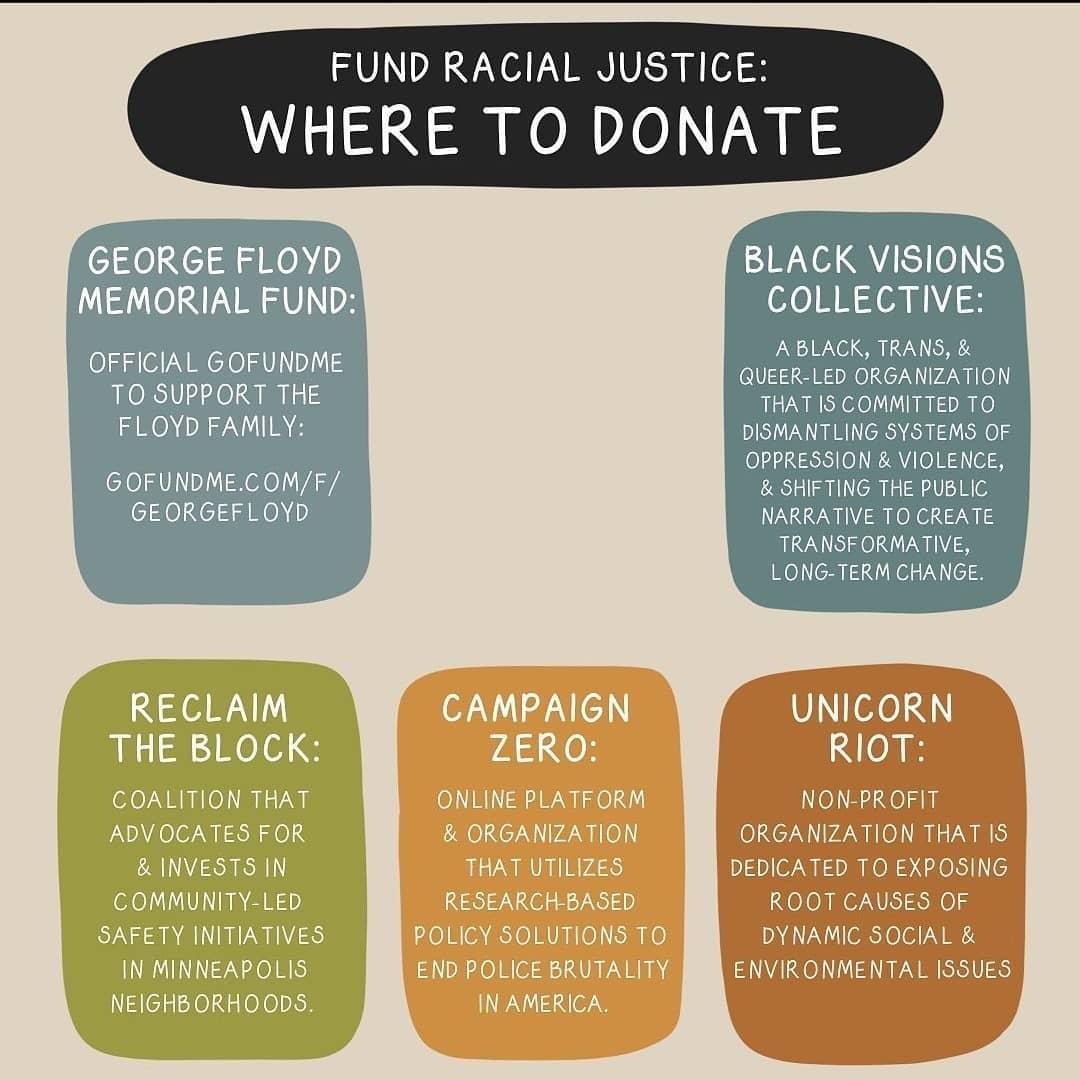 FUND RACIAL JUSTICE:
WHERE TO DONATE
GEORGE FLOYD
MEMORIAL FUND:
OFFICIAL GOFUNDME
TO SUPPORT THE
FLOYD FAMILY:
GOFUNDME.COM/F/
GEORGEFLOYD
BLACK VISIONS
COLLECTIVE:
A BLACK, TRANS, &
QUEER-LED ORGANIZATION
THAT IS COMMITTED TO
DISMANTLING SYSTEMS OF
OPPRESSION & VIOLENCE,
& SHIFTING THE PUBLIC
NARRATIVE TO CREATE
TRANSFORMATIVE,
LONG-TERM CHANGE.
RECLAIM
THE BLOCK:
COALITION THAT
ADVOCATES FOR
& INVESTS IN
COMMUNITY-LED
SAFETY INITIATIVES
IN MINNEAPOLIS
NEIGHBORHOODS.
CAMPAIGN
ZERO:
ONLINE PLATFORM
& ORGANIZATION
THAT UTILIZES
RESEARCH-BASED
POLICY SOLUTIONS TO
END POLICE BRUTALITY
IN AMERICA.
UNICORN
RIOT:
NON-PROFIT
ORGANIZATION THAT IS
DEDICATED TO EXPOSING
ROOT CAUSES OF
DYNAMIC SOCIAL &
ENVIRONMENTAL ISSUES